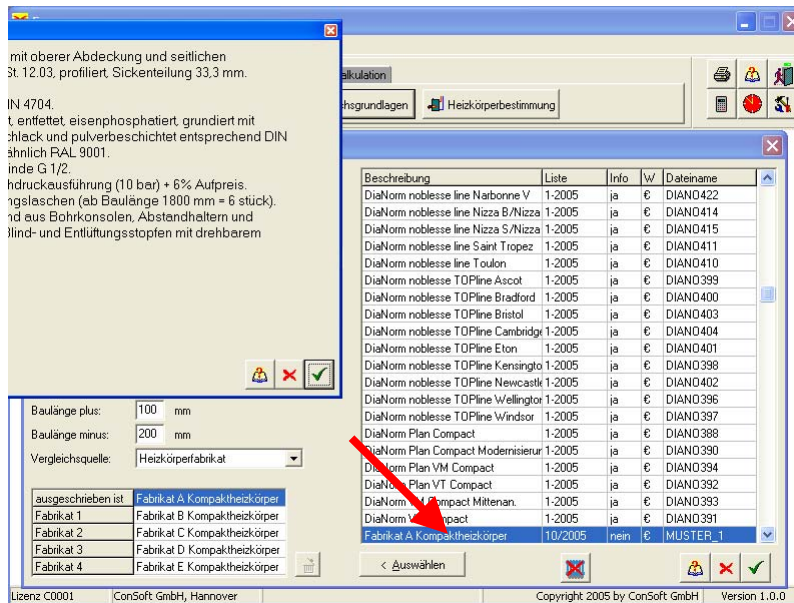 mit oberer Abdeckung und seitlichen
St. 12.03, profiliert, Sickenteilung 33,3 mm.
IN 4704.
t, entfettet, eisenphosphatiert, grundiert mit
chlack und pulverbeschichtet entsprechend DIN
ähnlich RAL 9001.
inde G 1/2.
hdruckausführung (10 bar) + 6% Aufpreis.
ngslaschen (ab Baulänge 1800 mm = 6 stück).
nd aus Bohrkonsolen, Abstandhaltern und
Blind- und Entlüftungsstopfen mit drehbarem
alkulation
hsgrundlagen
Heizkörperbestimmung
Beschreibung Liste Info W Dateiname
DiaNorm noblesse line Narbonne V 1-2005 ja € DIANO422
DiaNorm noblesse line Nizza B/Nizza 1-2005 ja € DIANO414
DiaNorm noblesse line Nizza S/Nizza 1-2005 ja € DIANO415
DiaNorm noblesse line Saint Tropez 1-2005 ja € DIANO411
DiaNorm noblesse line Toulon 1-2005 ja € DIANO410
DiaNorm noblesse TOPline Ascot 1-2005 ja € DIANO399
DiaNorm noblesse TOPline Bradford 1-2005 ja € DIANO400
DiaNorm noblesse TOPline Bristol 1-2005 ja € DIANO403
DiaNorm noblesse TOPline Cambridge 1-2005 ja € DIANO404
DiaNorm noblesse TOPline Eton 1-2005 ja € DIANO401
DiaNorm noblesse TOPline Kensingto 1-2005 ja € DIANO398
DiaNorm noblesse TOPline Newcastle 1-2005 ja € DIANO402
DiaNorm noblesse TOPline Wellington 1-2005 ja € DIANO396
DiaNorm noblesse TOPline Windsor 1-2005 ja € DIANO397
DiaNorm Plan Compact 1-2005 ja € DIANO388
DiaNorm Plan Compact Modernisierur 1-2005 ja € DIANO390
DiaNorm Plan VM Compact 1-2005 ja € DIANO394
Plan VT Compact 1-2005 ja € DIANO392
DiaNorm Compact Mittenan. 1-2005 ja € DIANO393
DiaNorm 1-2005 ja € DIANO391
Fabrikat A Kompaktheizkörper 10/2005 nein € MUSTER_1
Baulänge plus: 100 mm
Baulänge minus: 200 mm
Vergleichsquelle: Heizkörperfabrikat
ausgeschrieben ist Fabrikat A Kompaktheizkörper
Fabrikat 1 Fabrikat B Kompaktheizkörper
Fabrikat 2 Fabrikat C Kompaktheizkörper
Fabrikat 3 Fabrikat D Kompaktheizkörper
Fabrikat 4 Fabrikat E Kompaktheizkörper
< Auswählen
Lizenz C0001 ConSoft GmbH, Hannover Copyright 2005 by ConSoft GmbH Version 1.0.0